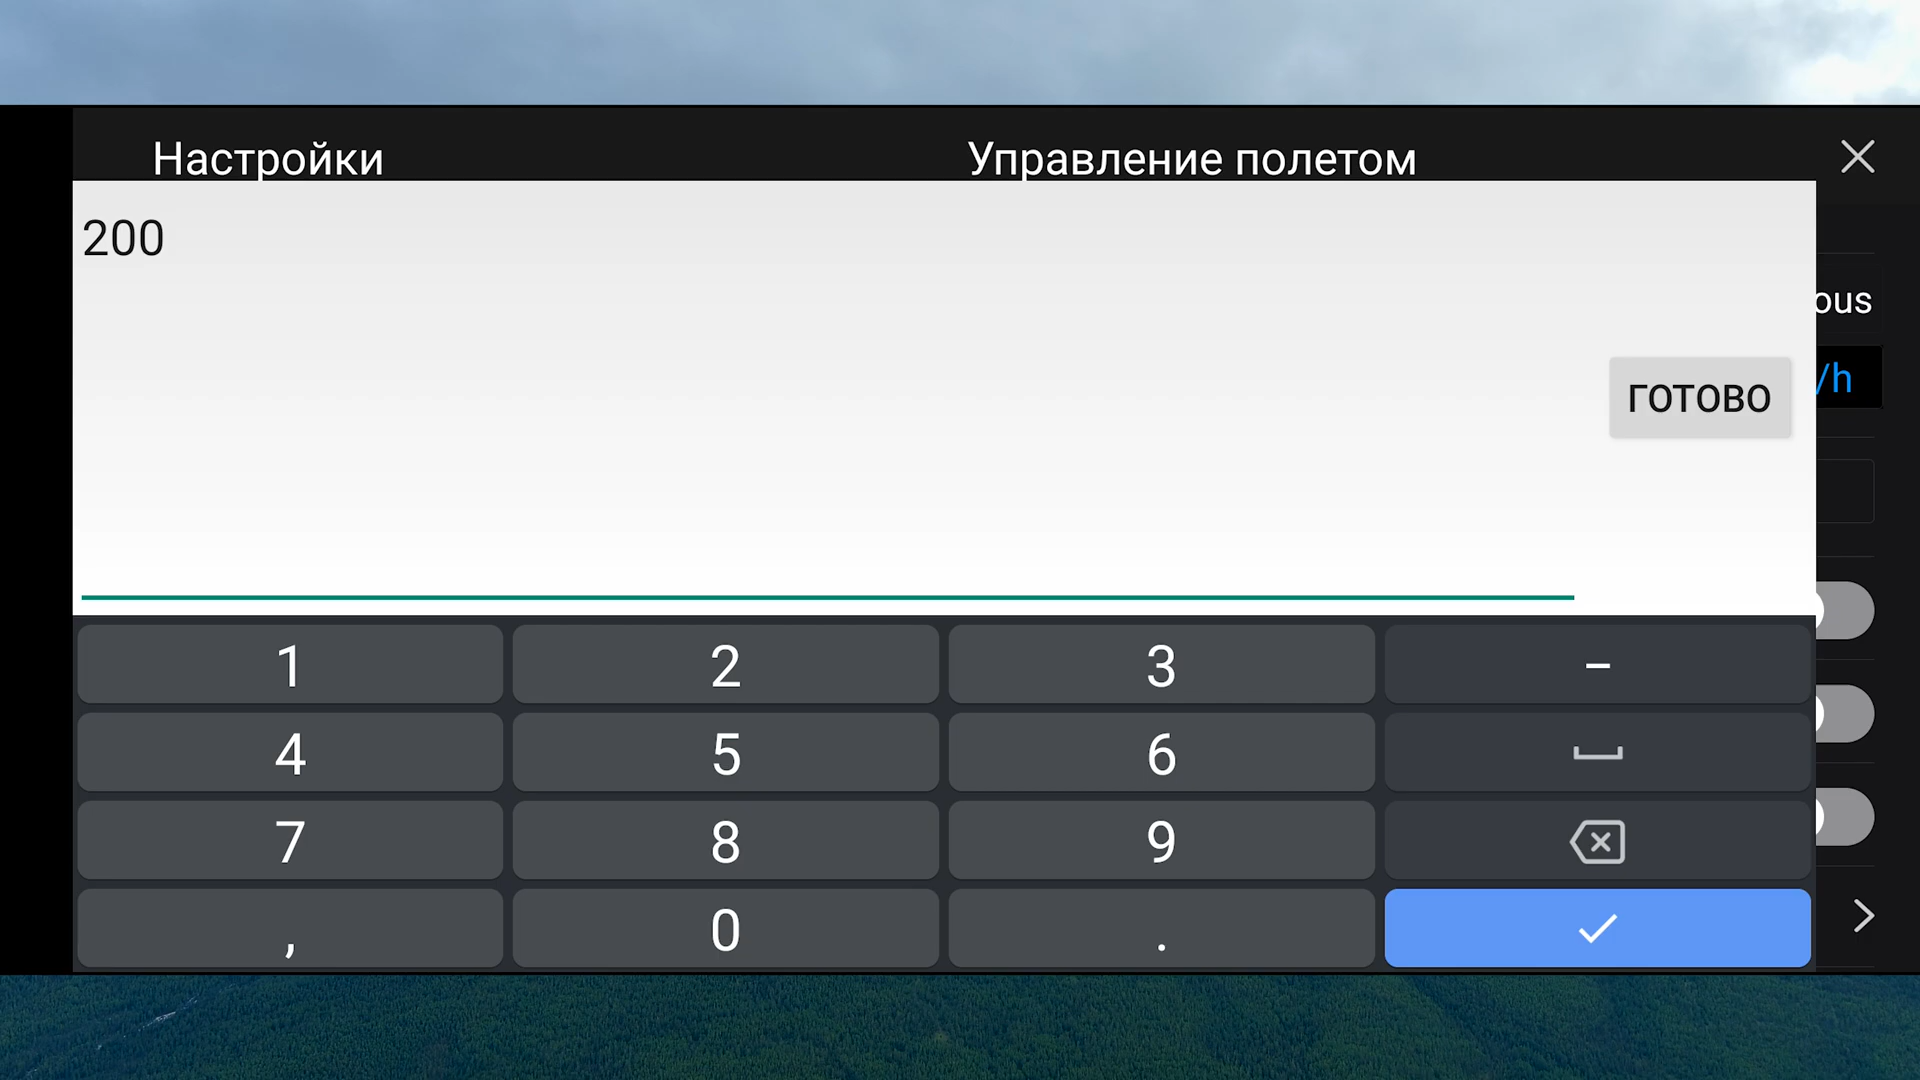 Настройки
Управление полетом
200
ous
/h
ГОТОВО
1 2 3 –
4 5 6
7 8 9
, 0 .